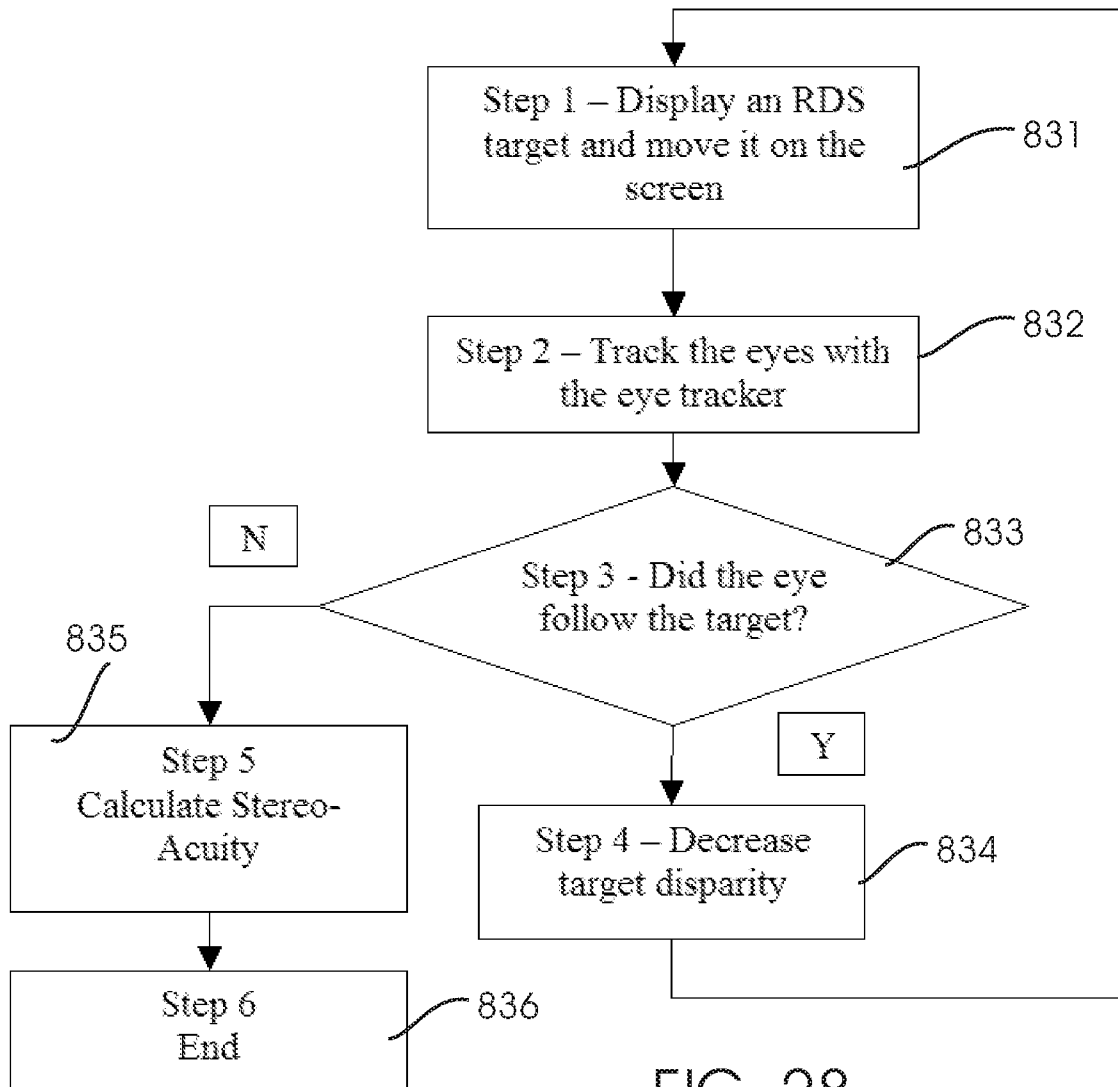 Step 1 – Display an RDS
target and move it on the
screen
831
Step 2 – Track the eyes with
the eye tracker
832
Step 3 - Did the eye
follow the target?
833
N
Y
835
Step 5
Calculate Stereo-
Acuity
Step 4 – Decrease
target disparity
834
Step 6
End
836
FIG. 28